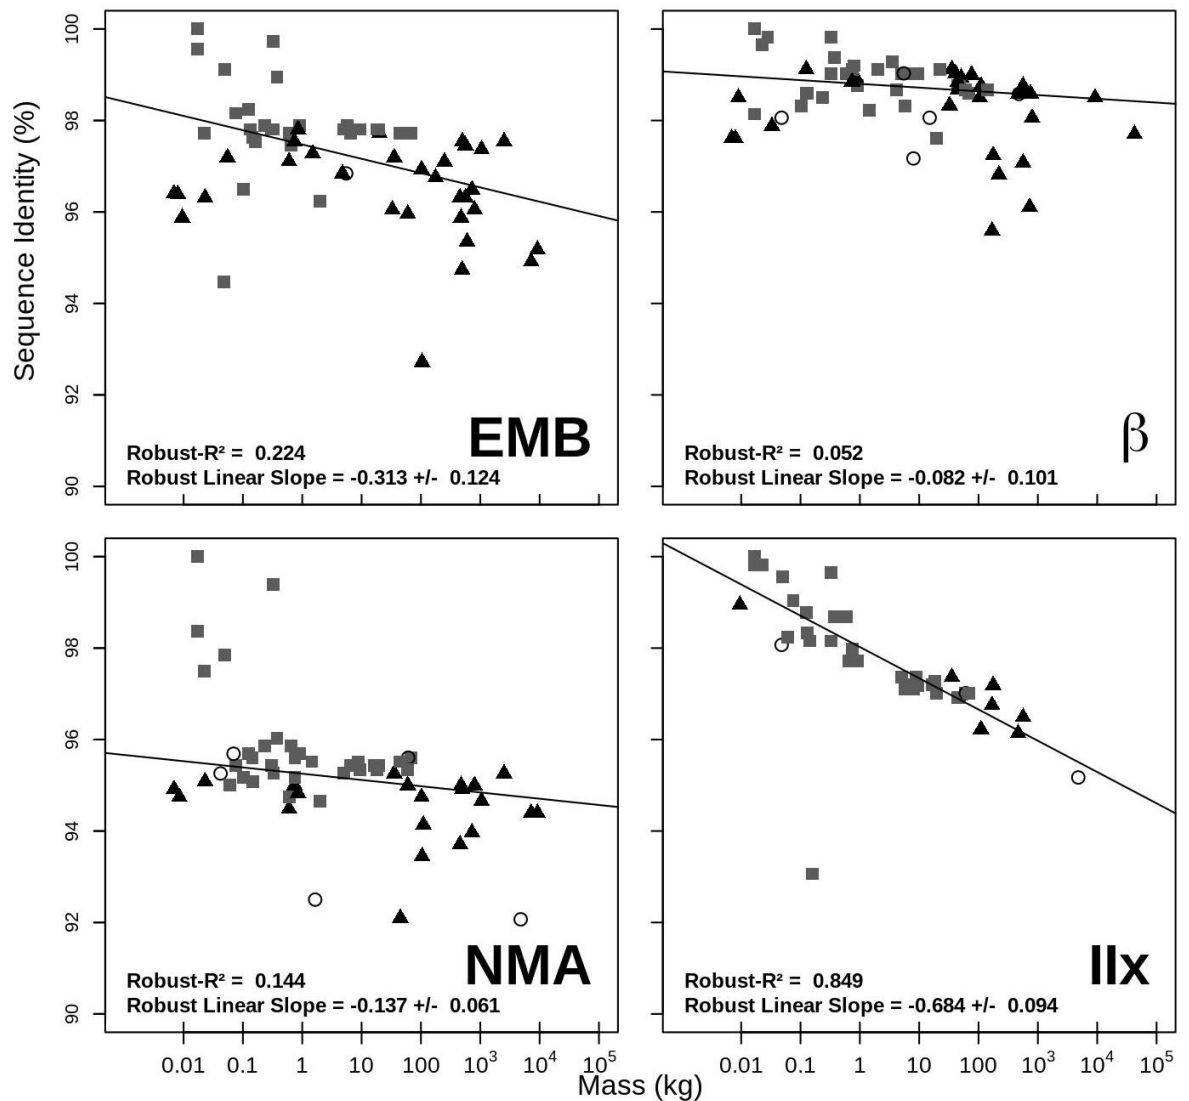 Sequence Identity (%)
100
98
96
94
92
90
EMB
Robust-R² = 0.224
Robust Linear Slope = -0.313 +/- 0.124
β
Robust-R² = 0.052
Robust Linear Slope = -0.082 +/- 0.101
100
98
96
94
92
90
NMA
Robust-R² = 0.144
Robust Linear Slope = -0.137 +/- 0.061
IIx
Robust-R² = 0.849
Robust Linear Slope = -0.684 +/- 0.094
0.01 0.1 1 10 100 10³ 10⁴ 10⁵
0.01 0.1 1 10 100 10³ 10⁴ 10⁵
Mass (kg)